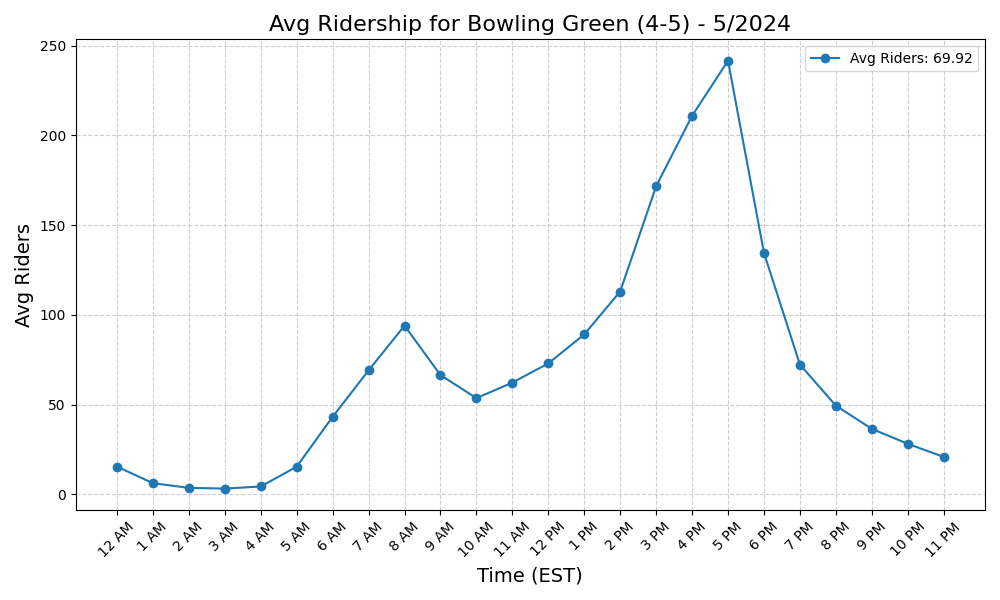 Avg Ridership for Bowling Green (4-5) - 5/2024
Avg Riders: 69.92
Avg Riders
250
200
150
100
50
0
12 AM
1 AM
2 AM
3 AM
4 AM
5 AM
6 AM
7 AM
8 AM
9 AM
10 AM
11 AM
12 PM
1 PM
2 PM
3 PM
4 PM
5 PM
6 PM
7 PM
8 PM
9 PM
10 PM
11 PM
Time (EST)